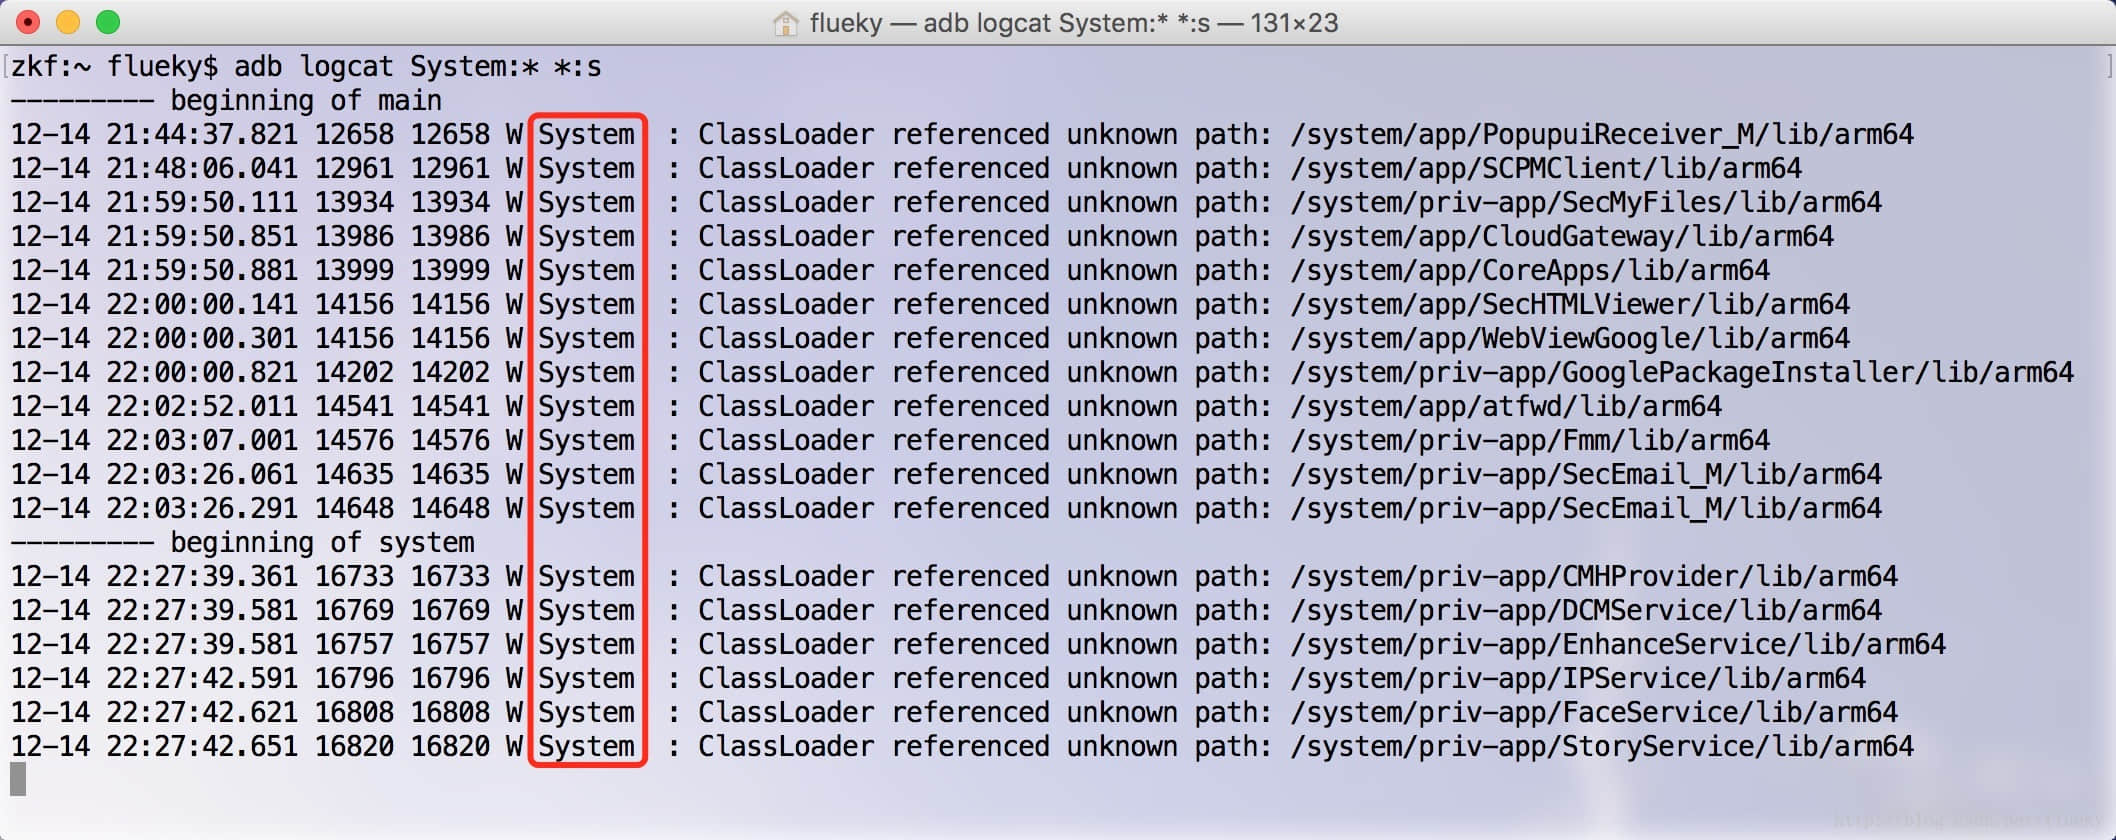 flueky — adb logcat System:* *:s — 131×23
zkf:~ flueky$ adb logcat System:* *:s
--------- beginning of main
12-14 21:44:37.821 12658 12658 W System  : ClassLoader referenced unknown path: /system/app/PopupuiReceiver_M/lib/arm64
12-14 21:48:06.041 12961 12961 W System  : ClassLoader referenced unknown path: /system/app/SCPMClient/lib/arm64
12-14 21:59:50.111 13934 13934 W System  : ClassLoader referenced unknown path: /system/priv-app/SecMyFiles/lib/arm64
12-14 21:59:50.851 13986 13986 W System  : ClassLoader referenced unknown path: /system/app/CloudGateway/lib/arm64
12-14 21:59:50.881 13999 13999 W System  : ClassLoader referenced unknown path: /system/app/CoreApps/lib/arm64
12-14 22:00:00.141 14156 14156 W System  : ClassLoader referenced unknown path: /system/app/SecHTMLViewer/lib/arm64
12-14 22:00:00.301 14156 14156 W System  : ClassLoader referenced unknown path: /system/app/WebViewGoogle/lib/arm64
12-14 22:00:00.821 14202 14202 W System  : ClassLoader referenced unknown path: /system/priv-app/GooglePackageInstaller/lib/arm64
12-14 22:02:52.011 14541 14541 W System  : ClassLoader referenced unknown path: /system/app/atfwd/lib/arm64
12-14 22:03:07.001 14576 14576 W System  : ClassLoader referenced unknown path: /system/priv-app/Fmm/lib/arm64
12-14 22:03:26.061 14635 14635 W System  : ClassLoader referenced unknown path: /system/priv-app/SecEmail_M/lib/arm64
12-14 22:03:26.291 14648 14648 W System  : ClassLoader referenced unknown path: /system/priv-app/SecEmail_M/lib/arm64
--------- beginning of system
12-14 22:27:39.361 16733 16733 W System  : ClassLoader referenced unknown path: /system/priv-app/CMHProvider/lib/arm64
12-14 22:27:39.581 16769 16769 W System  : ClassLoader referenced unknown path: /system/priv-app/DCMService/lib/arm64
12-14 22:27:39.581 16757 16757 W System  : ClassLoader referenced unknown path: /system/priv-app/EnhanceService/lib/arm64
12-14 22:27:42.591 16796 16796 W System  : ClassLoader referenced unknown path: /system/priv-app/IPService/lib/arm64
12-14 22:27:42.621 16808 16808 W System  : ClassLoader referenced unknown path: /system/priv-app/FaceService/lib/arm64
12-14 22:27:42.651 16820 16820 W System  : ClassLoader referenced unknown path: /system/priv-app/StoryService/lib/arm64